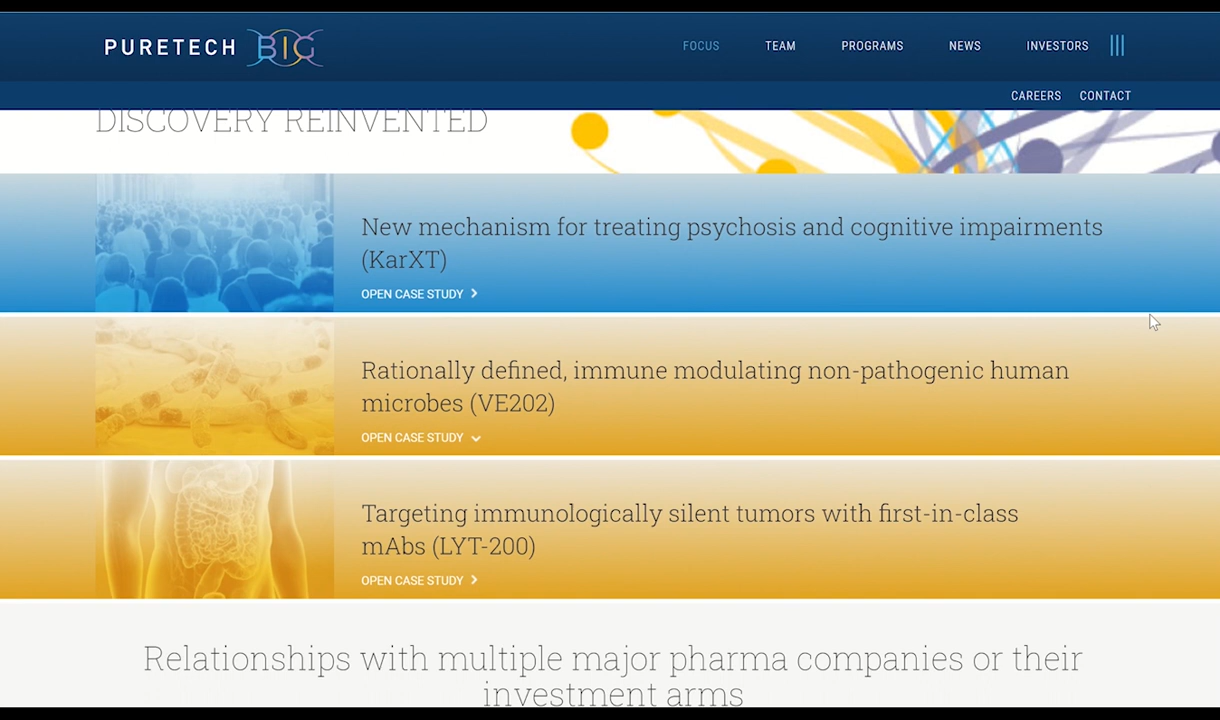 PURETECH BIG
FOCUS TEAM PROGRAMS NEWS INVESTORS
CAREERS CONTACT
DISCOVERY REINVENTED
New mechanism for treating psychosis and cognitive impairments
(KarXT)
OPEN CASE STUDY
Rationally defined, immune modulating non-pathogenic human
microbes (VE202)
OPEN CASE STUDY
Targeting immunologically silent tumors with first-in-class
mAbs (LYT-200)
OPEN CASE STUDY
Relationships with multiple major pharma companies or their
investment arms